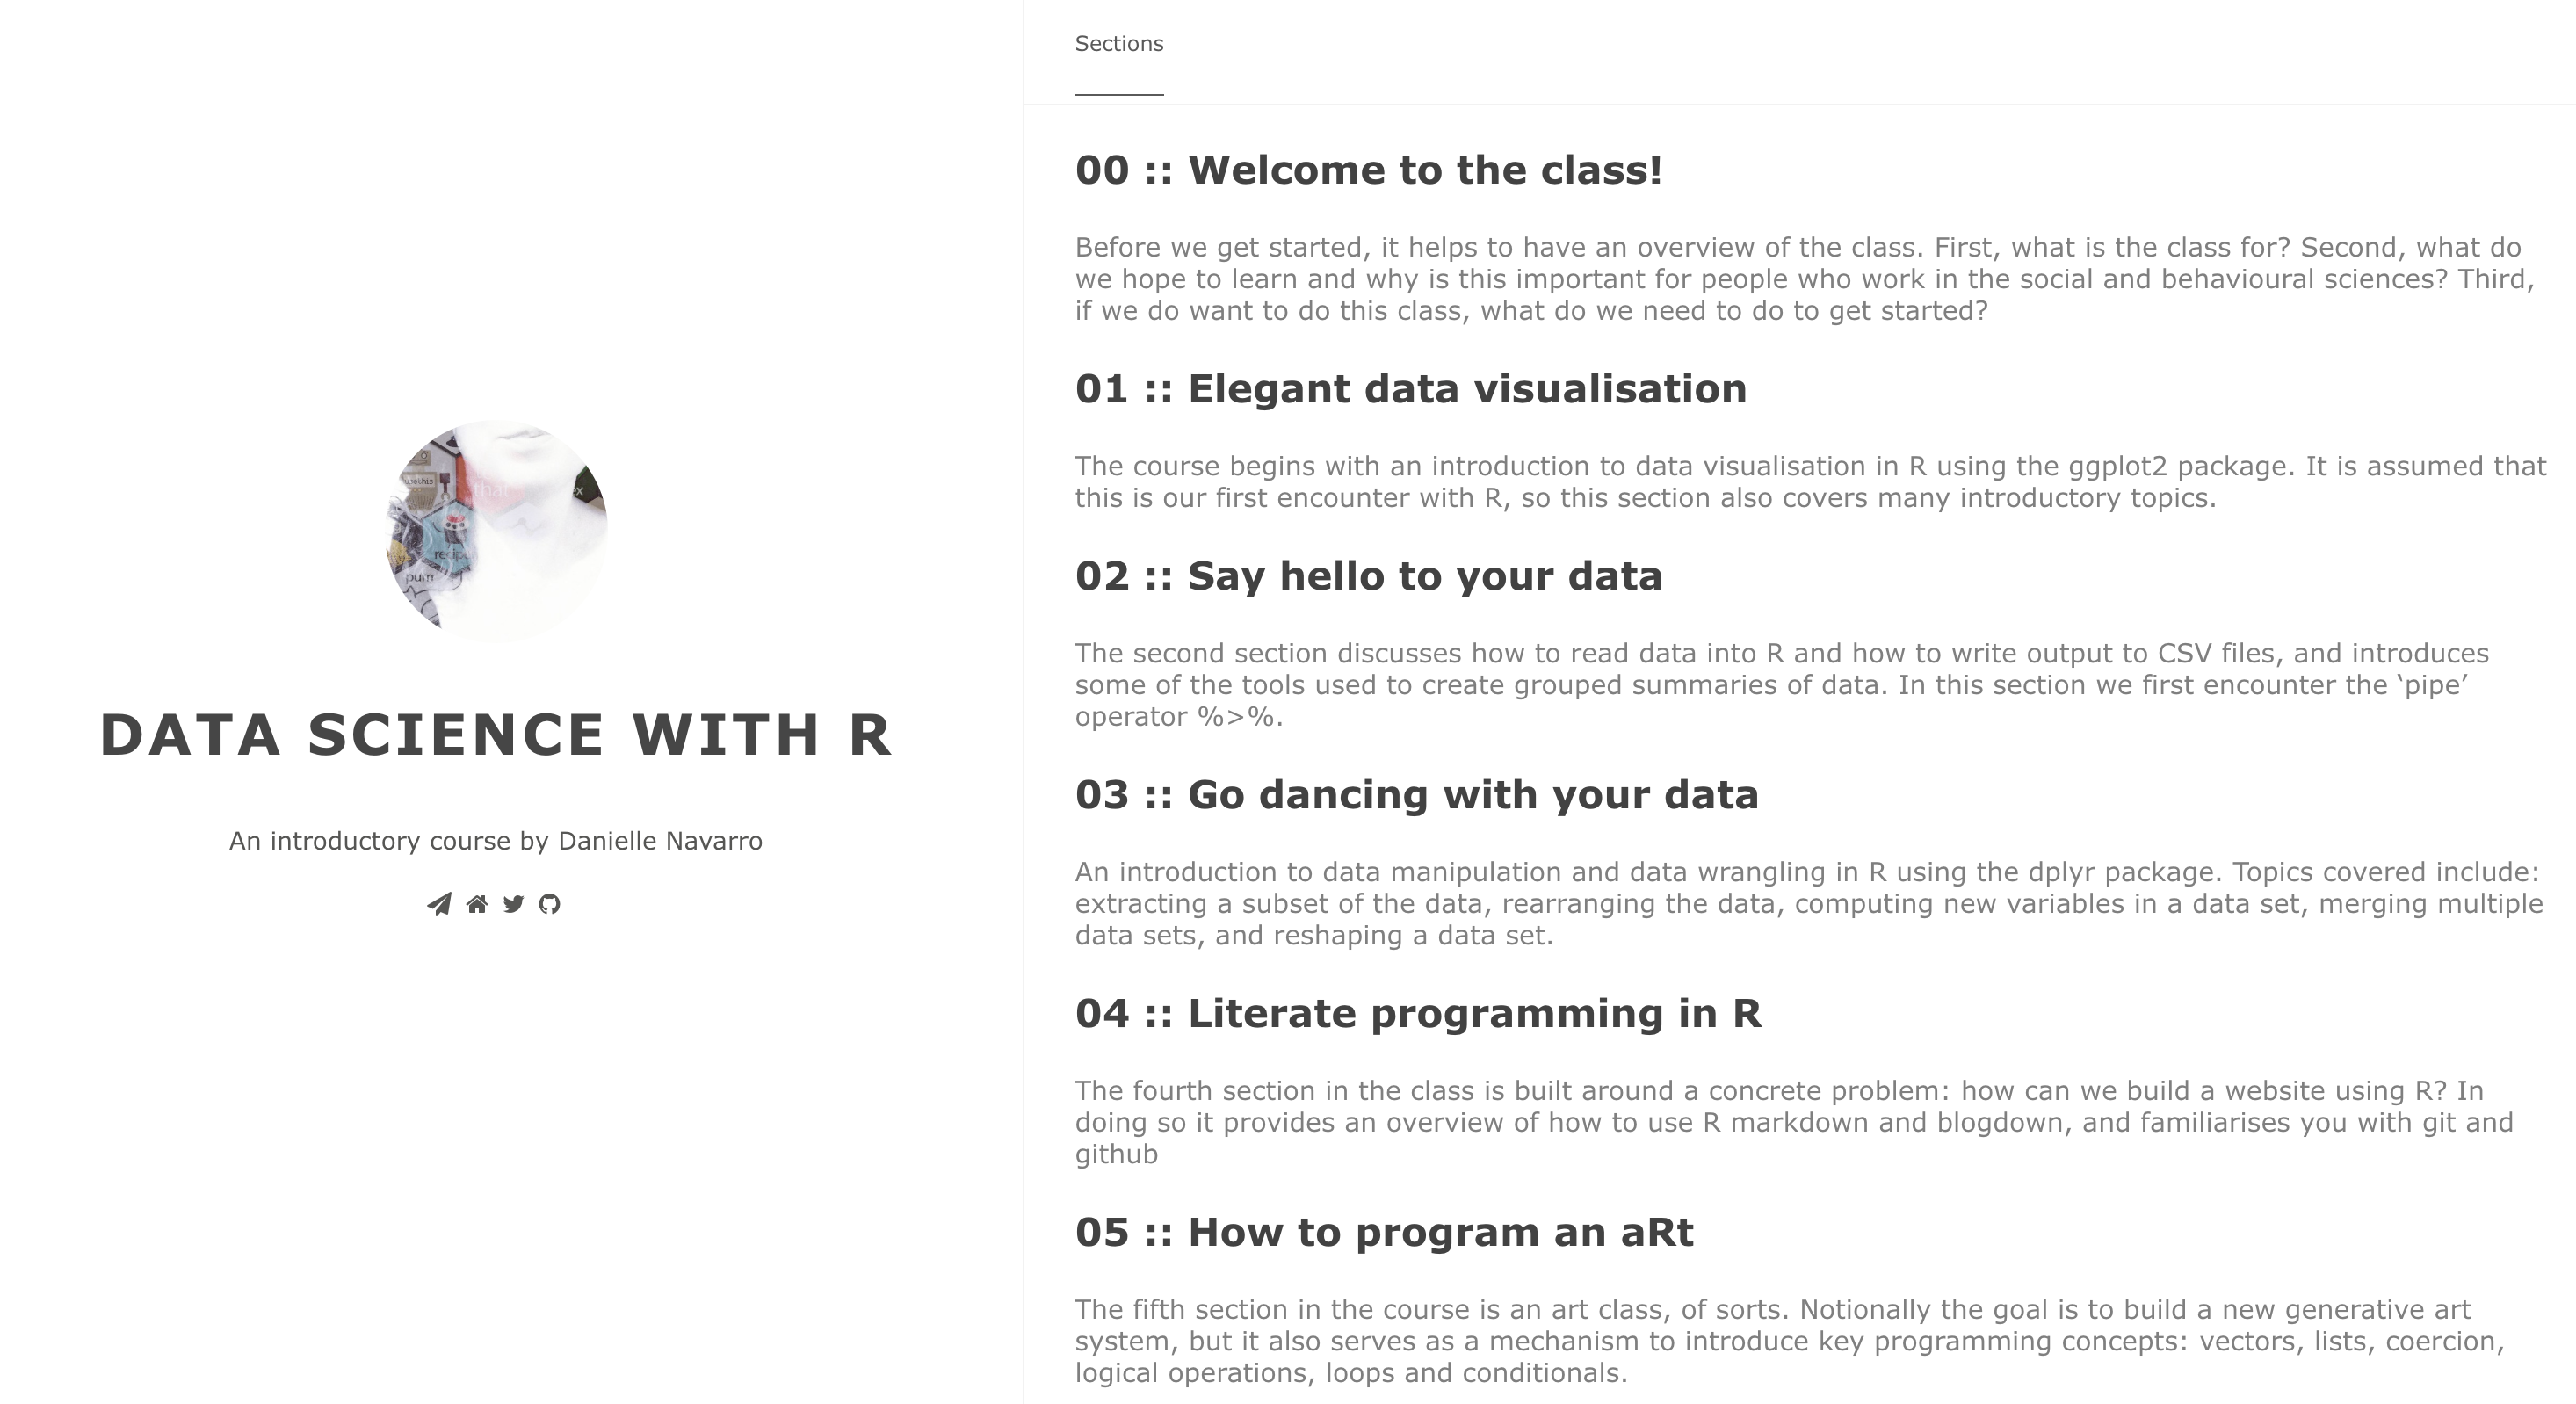 usethis
that
ex
recipe
purrr
DATA SCIENCE WITH R
An introductory course by Danielle Navarro
Sections
00 :: Welcome to the class!
Before we get started, it helps to have an overview of the class. First, what is the class for? Second, what do
we hope to learn and why is this important for people who work in the social and behavioural sciences? Third,
if we do want to do this class, what do we need to do to get started?
01 :: Elegant data visualisation
The course begins with an introduction to data visualisation in R using the ggplot2 package. It is assumed that
this is our first encounter with R, so this section also covers many introductory topics.
02 :: Say hello to your data
The second section discusses how to read data into R and how to write output to CSV files, and introduces
some of the tools used to create grouped summaries of data. In this section we first encounter the ‘pipe’
operator %>%.
03 :: Go dancing with your data
An introduction to data manipulation and data wrangling in R using the dplyr package. Topics covered include:
extracting a subset of the data, rearranging the data, computing new variables in a data set, merging multiple
data sets, and reshaping a data set.
04 :: Literate programming in R
The fourth section in the class is built around a concrete problem: how can we build a website using R? In
doing so it provides an overview of how to use R markdown and blogdown, and familiarises you with git and
github
05 :: How to program an aRt
The fifth section in the course is an art class, of sorts. Notionally the goal is to build a new generative art
system, but it also serves as a mechanism to introduce key programming concepts: vectors, lists, coercion,
logical operations, loops and conditionals.